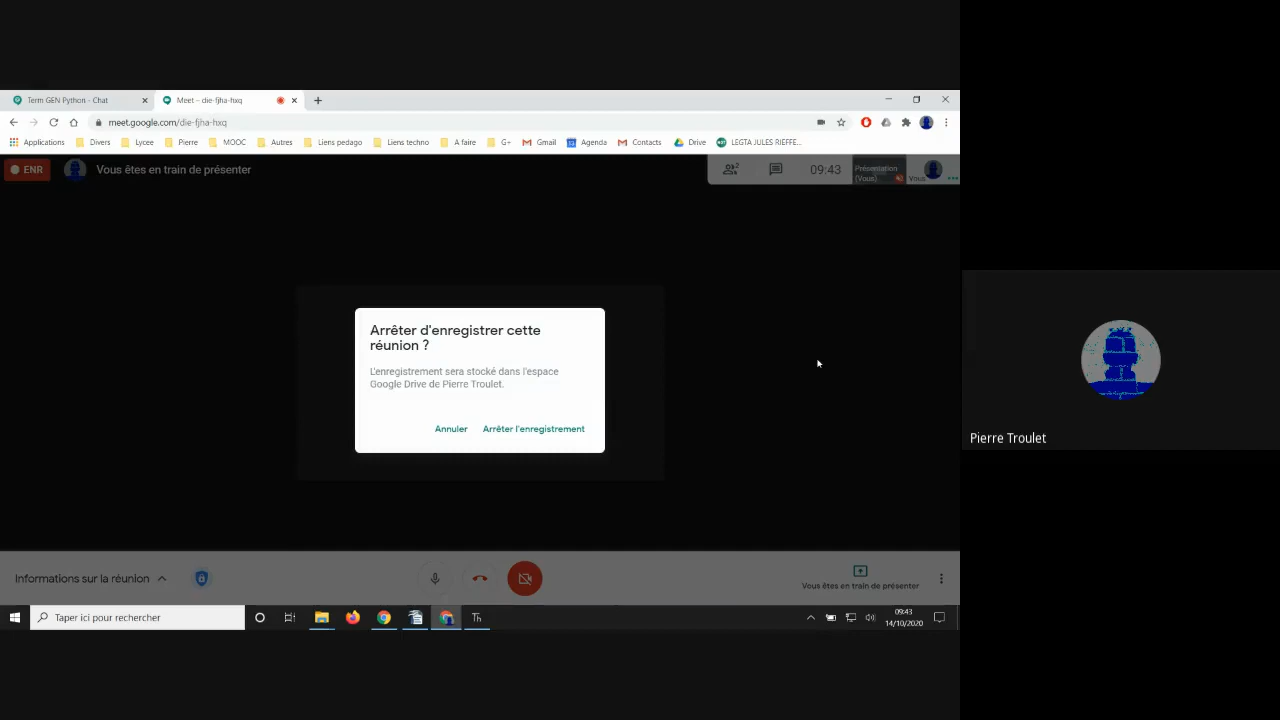 Term GEN Python - Chat
Meet – die-fjha-hxq
meet.google.com/die-fjha-hxq
Applications Divers Lycee Pierre MOOC Autres Liens pedago Liens techno A faire G+ Gmail Agenda Contacts Drive LEGTA JULES RIEFFE...
ENR Vous êtes en train de présenter
2 09:43 Présentation
(Vous) Vous
Arrêter d'enregistrer cette
réunion ?
L'enregistrement sera stocké dans l'espace
Google Drive de Pierre Troulet.
Annuler Arrêter l'enregistrement
Pierre Troulet
Informations sur la réunion
Vous êtes en train de présenter
Taper ici pour rechercher
Th
09:43
14/10/2020